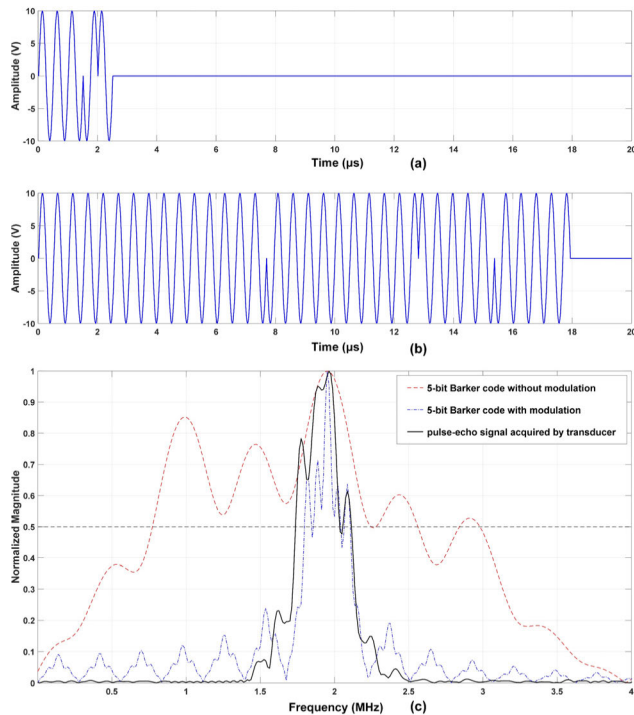 10
5
0
-5
-10
Amplitude (V)
0 2 4 6 8 10 12 14 16 18 20
Time (μs) (a)
10
5
0
-5
-10
Amplitude (V)
0 2 4 6 8 10 12 14 16 18 20
Time (μs) (b)
1
0.9
0.8
0.7
0.6
0.5
0.4
0.3
0.2
0.1
0
Normalized Magnitude
5-bit Barker code without modulation
5-bit Barker code with modulation
pulse-echo signal acquired by transducer
0.5 1 1.5 2 2.5 3 3.5 4
Frequency (MHz) (c)